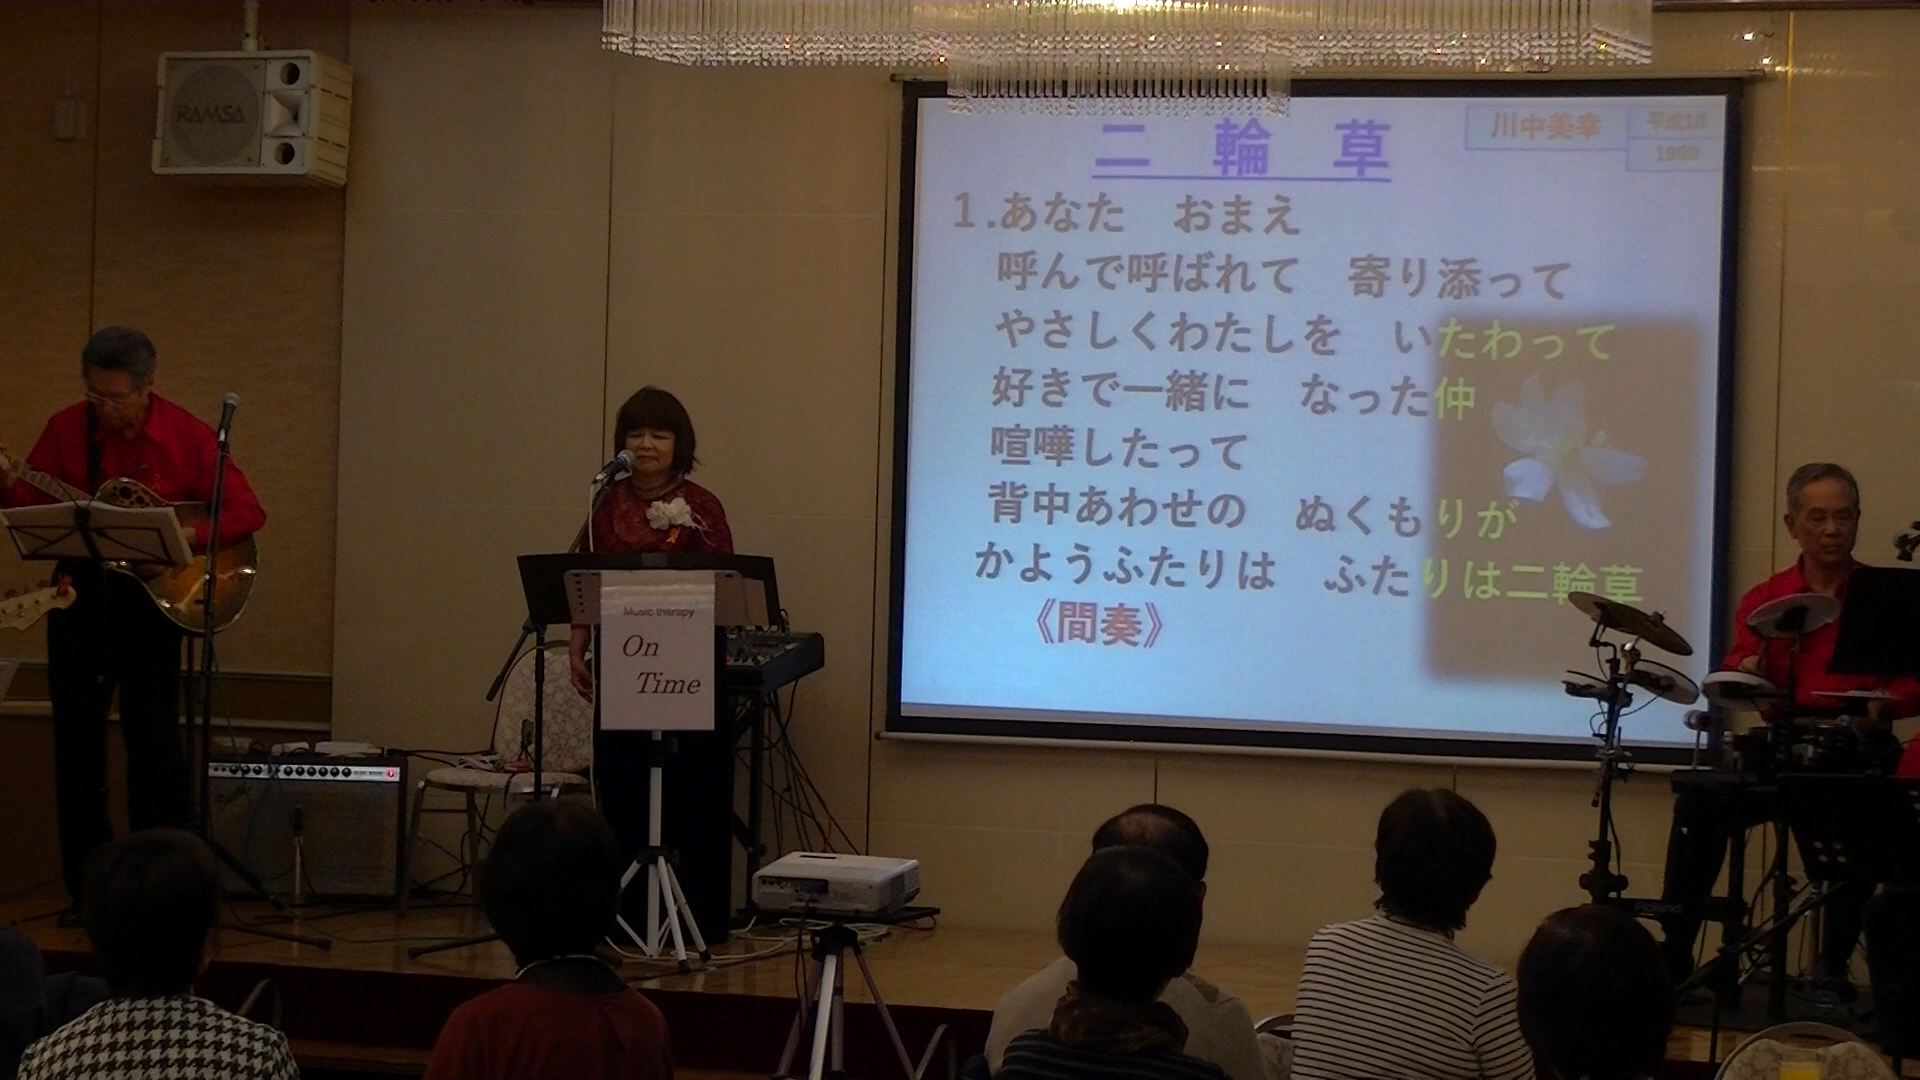 RAMSA
二輪草
川中美幸
平成10
1998
1.あなた　おまえ
呼んで呼ばれて　寄り添って
やさしくわたしを　いたわって
好きで一緒に　なった仲
喧嘩したって
背中あわせの　ぬくもりが
かようふたりは　ふたりは二輪草
《間奏》
Music therapy
On
Time
Roland